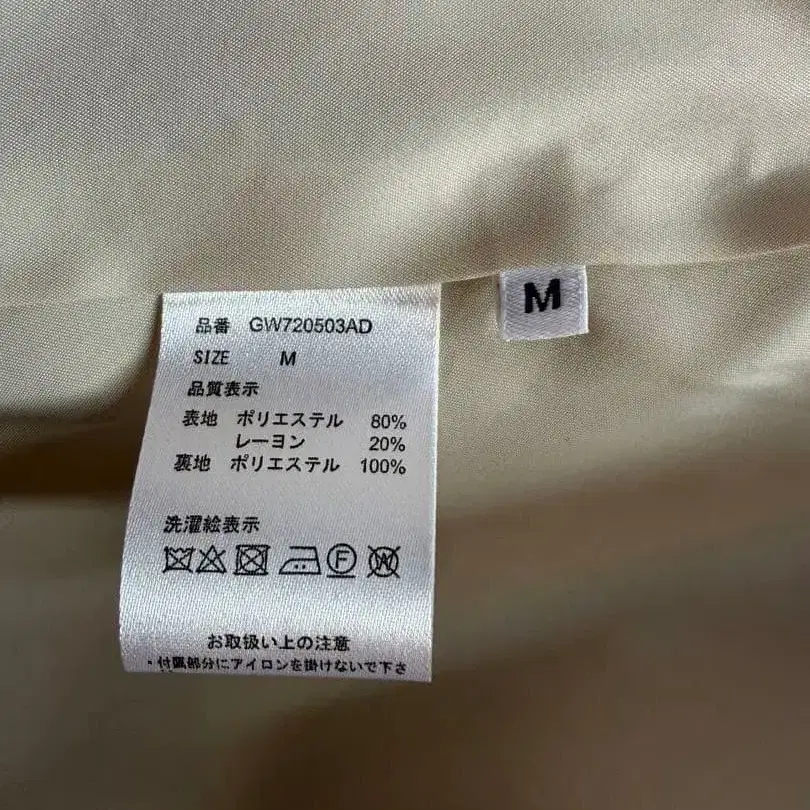 品番 GW720503AD
SIZE M
品質表示
表地 ポリエステル 80%
レーヨン 20%
裏地 ポリエステル 100%
洗濯絵表示
F W
お取扱い上の注意
・付属部分にアイロンを掛けないで下さ
M